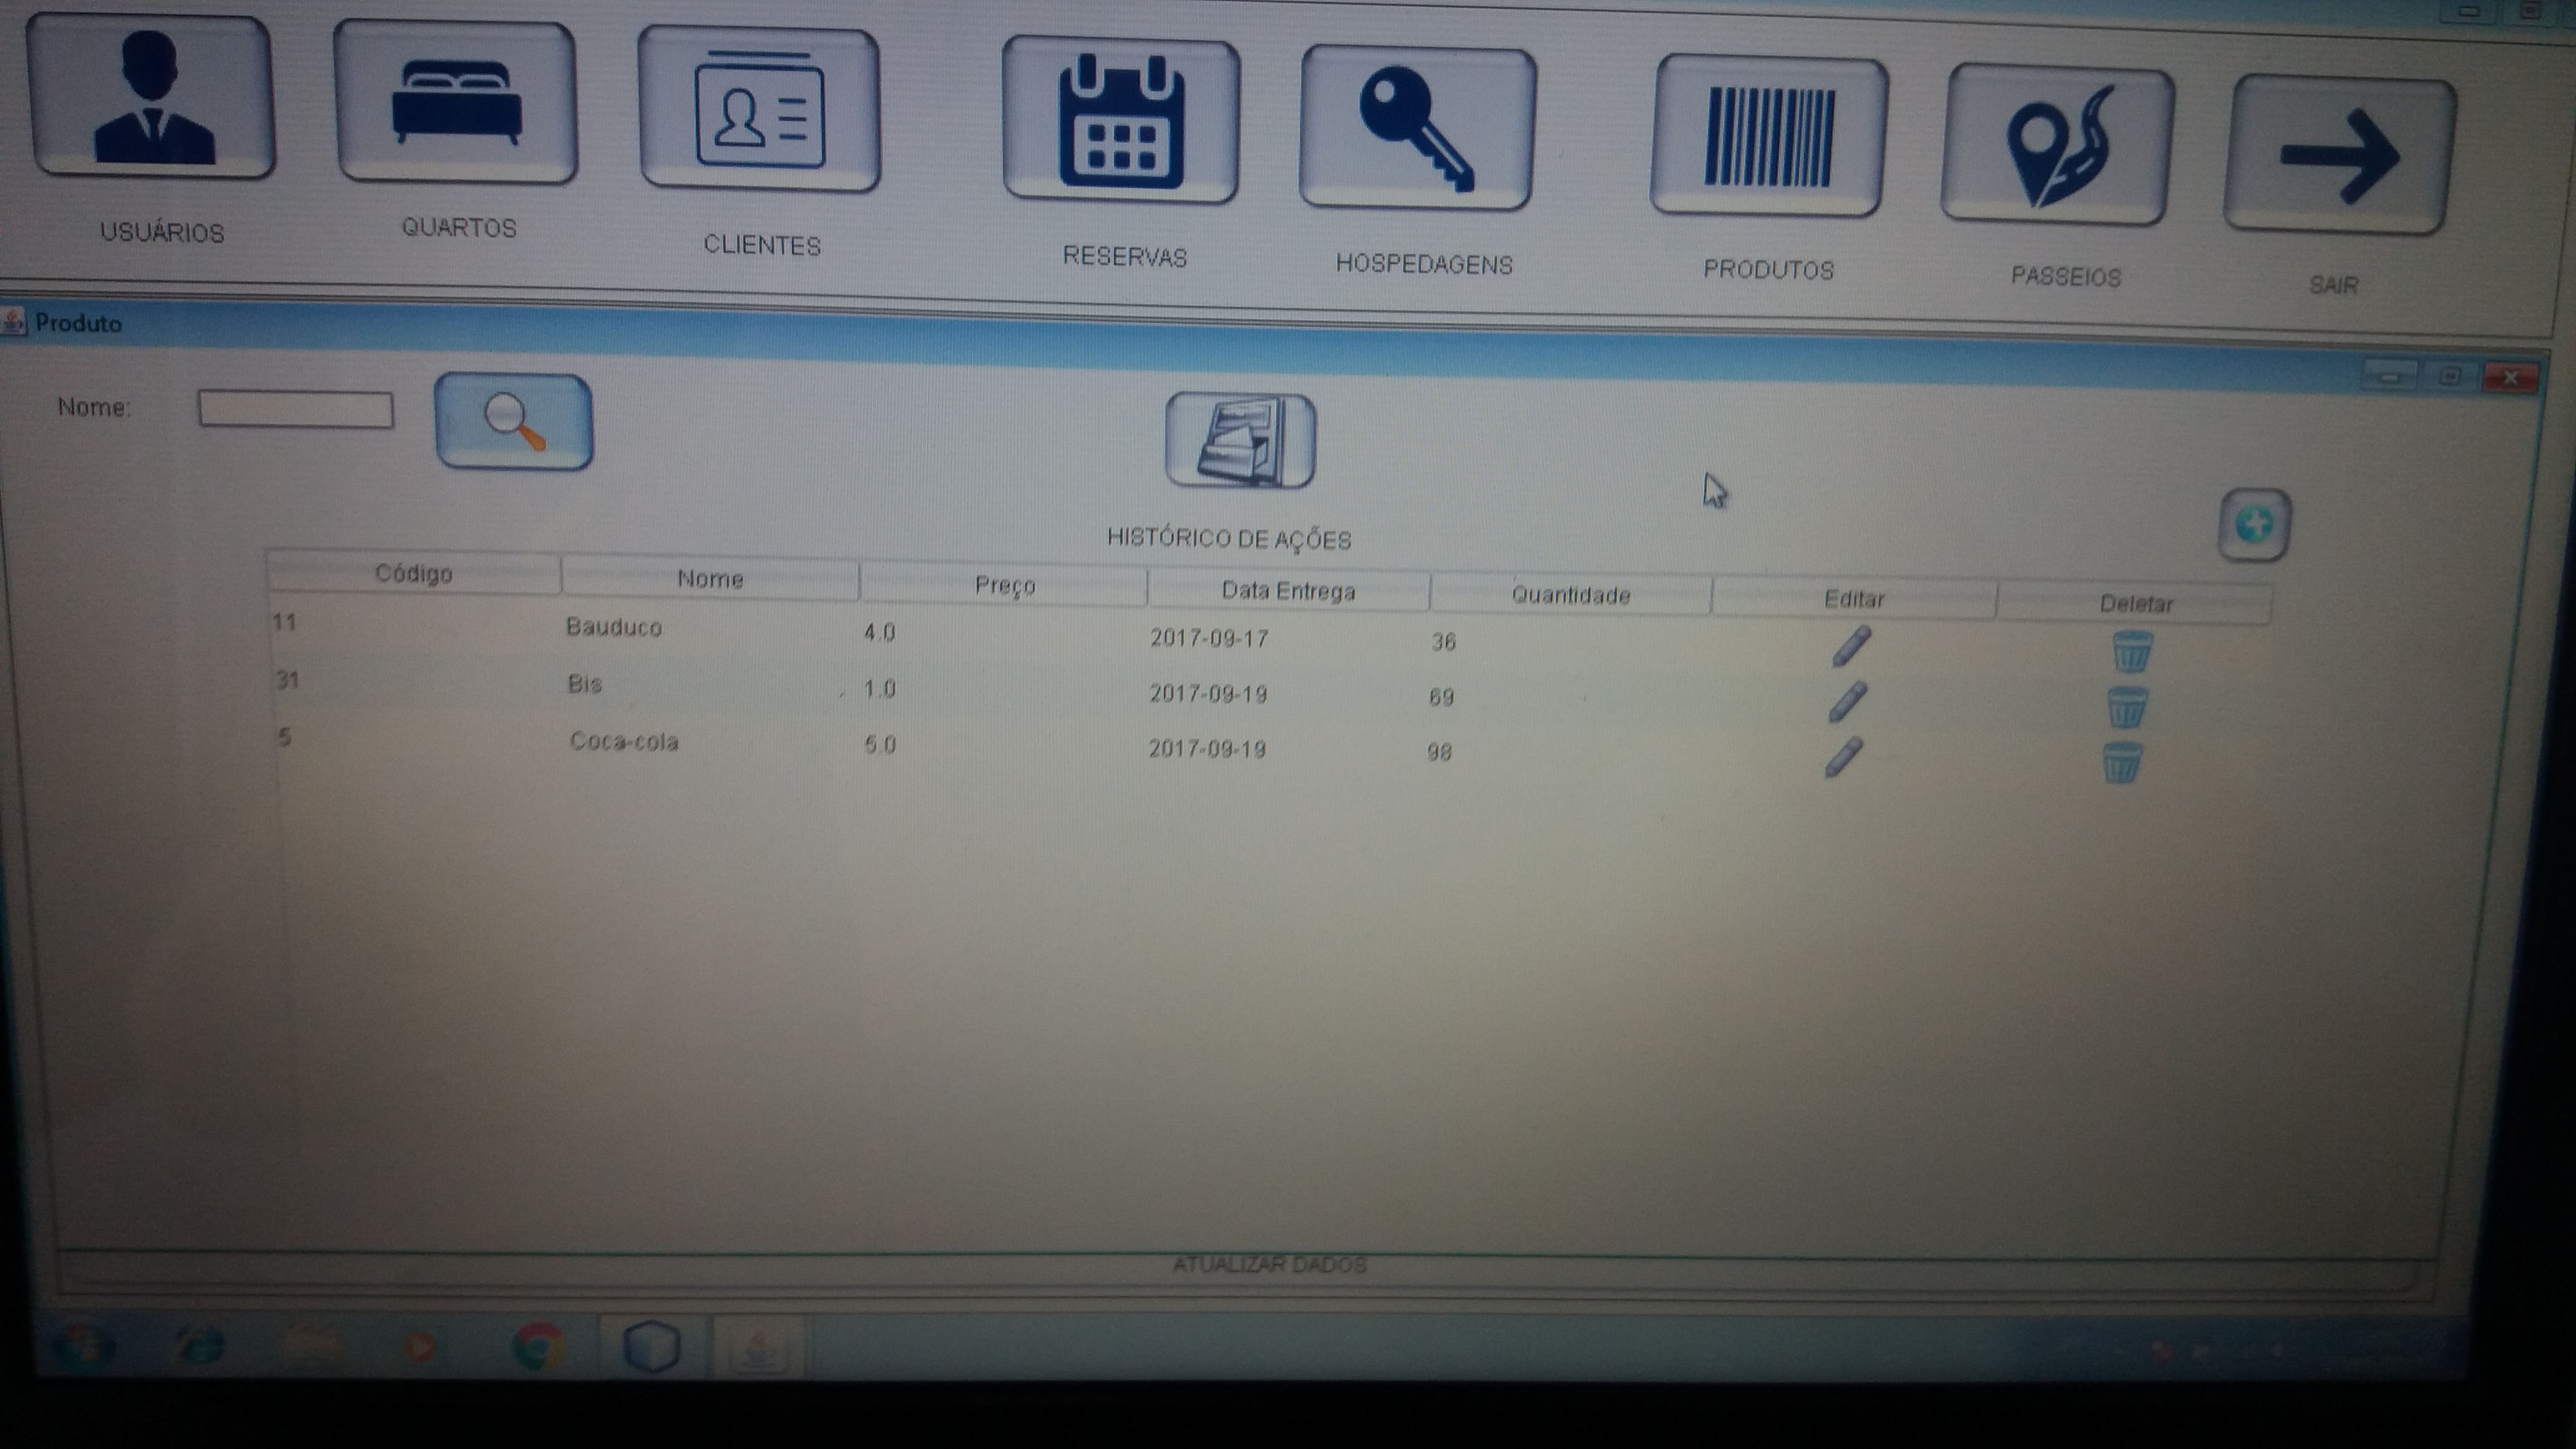 USUÁRIOS QUARTOS CLIENTES RESERVAS HOSPEDAGENS PRODUTOS PASSEIOS SAIR
Produto
Nome:
HISTÓRICO DE AÇÕES
Código Nome Preço Data Entrega Quantidade Editar Deletar
11 Bauduco 4.0 2017-09-17 36
31 Bis 1.0 2017-09-19 69
5 Coca-cola 5.0 2017-09-19 98
ATUALIZAR DADOS